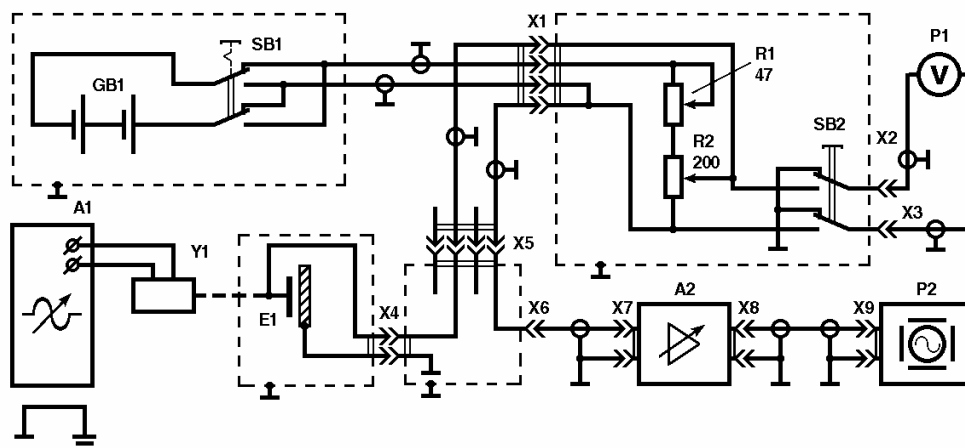 X1
P1
SB1
R1
47
V
GB1
SB2
X2
R2
200
A1
X3
Y1
X5
X6
X7
A2
X8
X9
P2
E1
X4